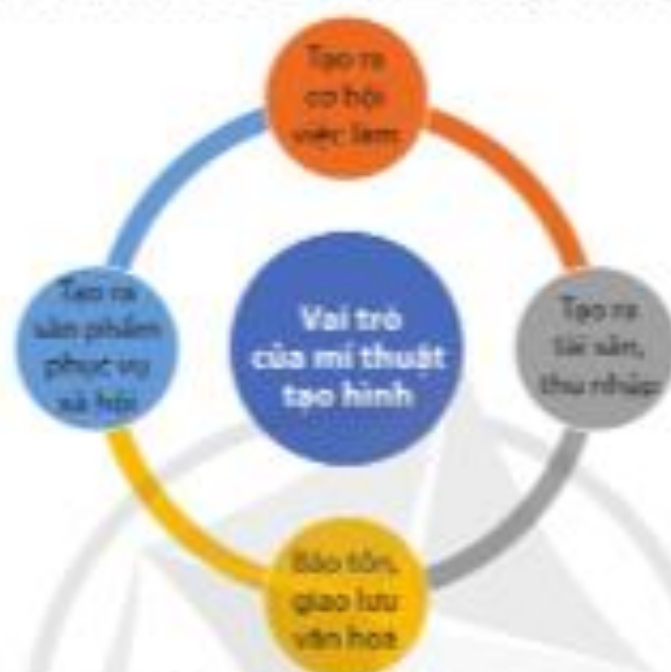 Tạo ra
cơ hội
việc làm
Tạo ra
sản phẩm
phục vụ
xã hội
Vai trò
của mĩ thuật
tạo hình
Tạo ra
tài sản,
thu nhập
Bảo tồn,
giao lưu
văn hoá